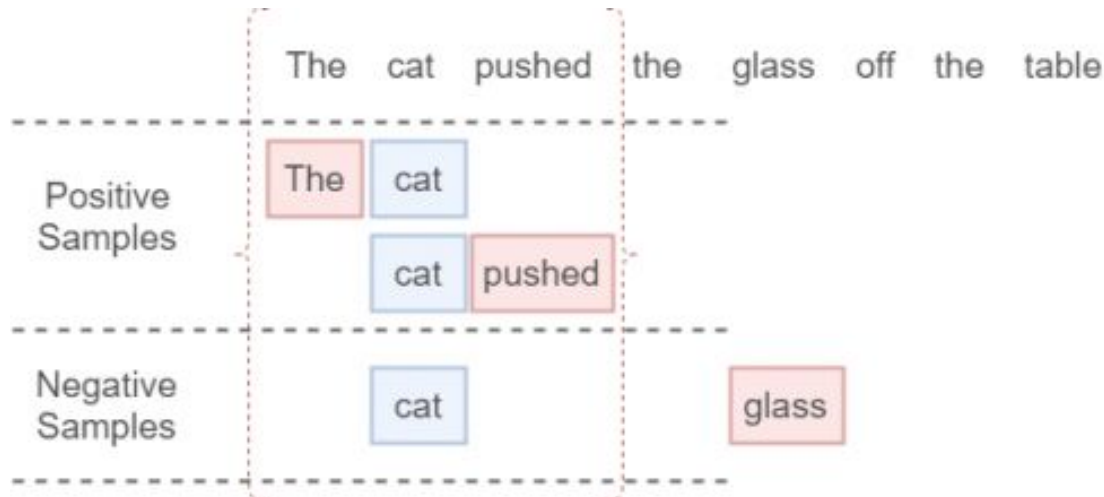 The cat pushed the glass off the table
Positive
Samples
The cat
cat pushed
Negative
Samples
cat glass